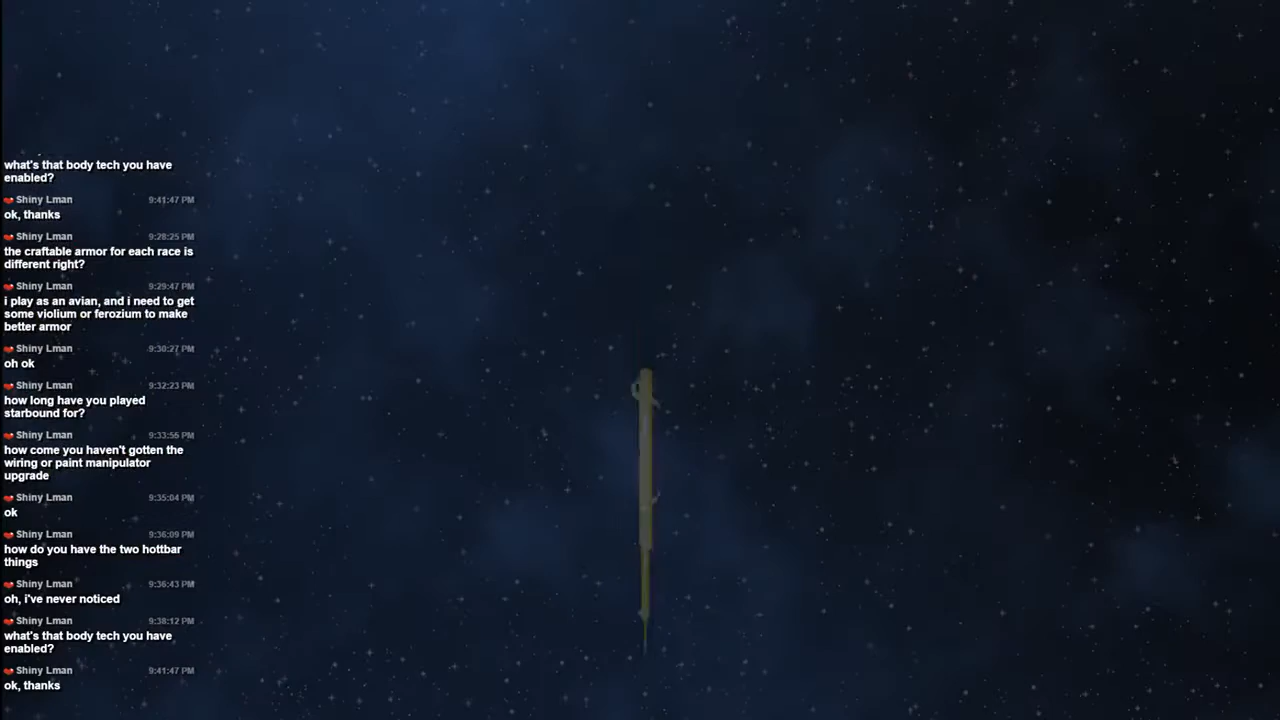 what's that body tech you have
enabled?
Shiny Lman 9:41:47 PM
ok, thanks
Shiny Lman 9:28:25 PM
the craftable armor for each race is
different right?
Shiny Lman 9:29:47 PM
i play as an avian, and i need to get
some violium or ferozium to make
better armor
Shiny Lman 9:30:27 PM
oh ok
Shiny Lman 9:32:23 PM
how long have you played
starbound for?
Shiny Lman 9:33:56 PM
how come you haven't gotten the
wiring or paint manipulator
upgrade
Shiny Lman 9:35:04 PM
ok
Shiny Lman 9:36:09 PM
how do you have the two hottbar
things
Shiny Lman 9:36:43 PM
oh, i've never noticed
Shiny Lman 9:38:12 PM
what's that body tech you have
enabled?
Shiny Lman 9:41:47 PM
ok, thanks